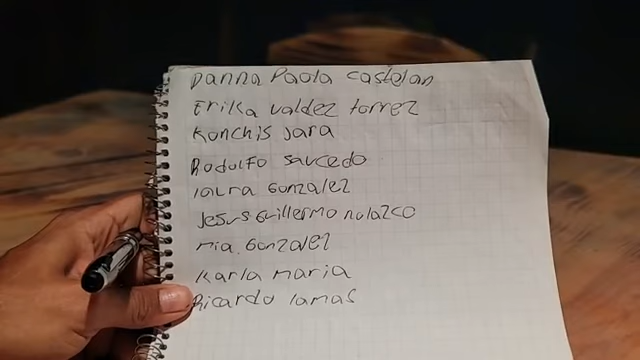 Danna Paola castelan
Erika valdez torrez
Konchis Jara
Rodolfo saucedo
laura Gonzalez
Jesus Guillermo nolazco
mia. Gonzalez
Karla maria
Ricardo lamas